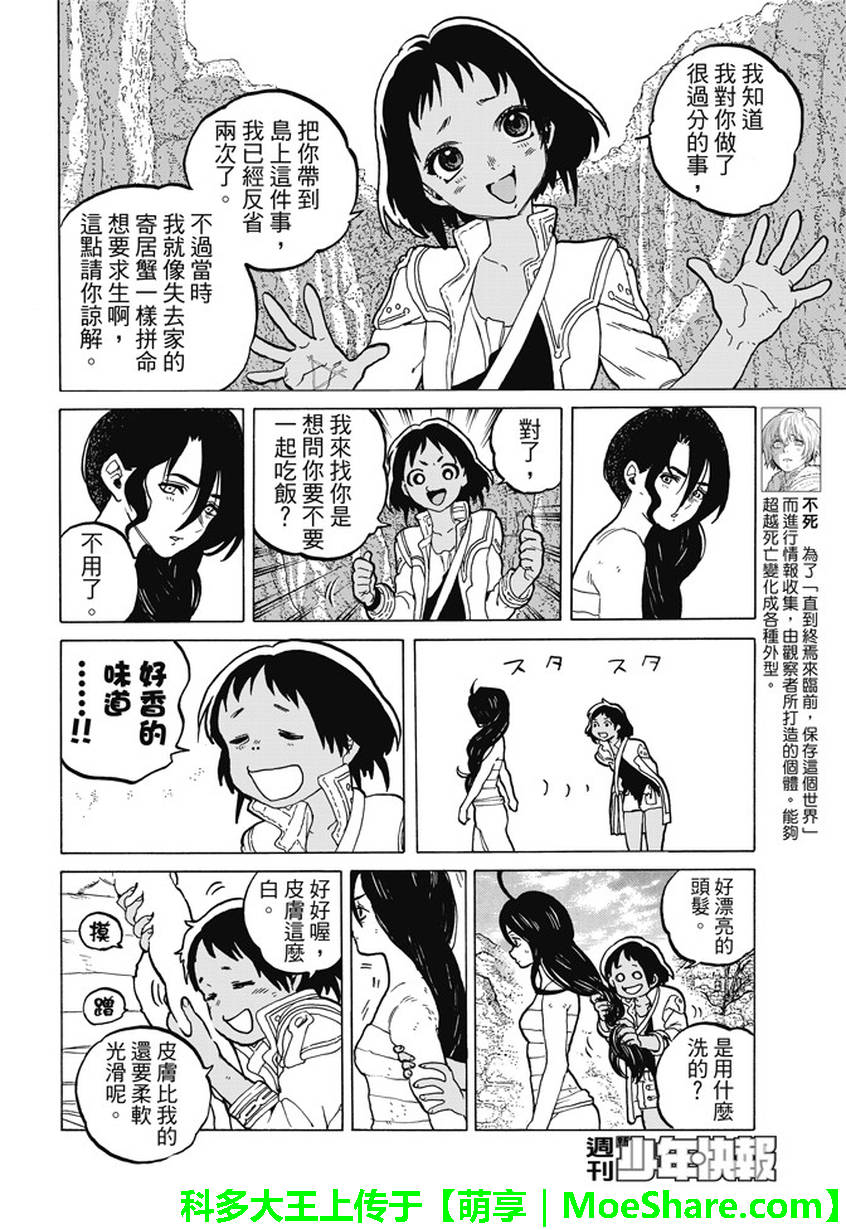 我知道
我對你做了
很過分的事，
把你帶到
島上這件事，
我已經反省
兩次了。
不過當時
我就像失去家的
寄居蟹一樣拼命
想要求生啊，
這點請你諒解。
不死　為了「直到終焉來臨前，保存這個世界」
而進行情報收集，由觀察者所打造的個體。能夠
超越死亡變化成各種外型。
對了，
我來找你是
想問你要不要
一起吃飯？
不用了。
スタ
スタ
好香的
味道
……!!
好漂亮的
頭髮。
是用什麼
洗的？
好好喔，
皮膚這麼
白。
摸
蹭
皮膚比我的
還要柔軟
光滑呢。
週刊
新少年快報
科多大王上传于【萌享｜MoeShare.com】